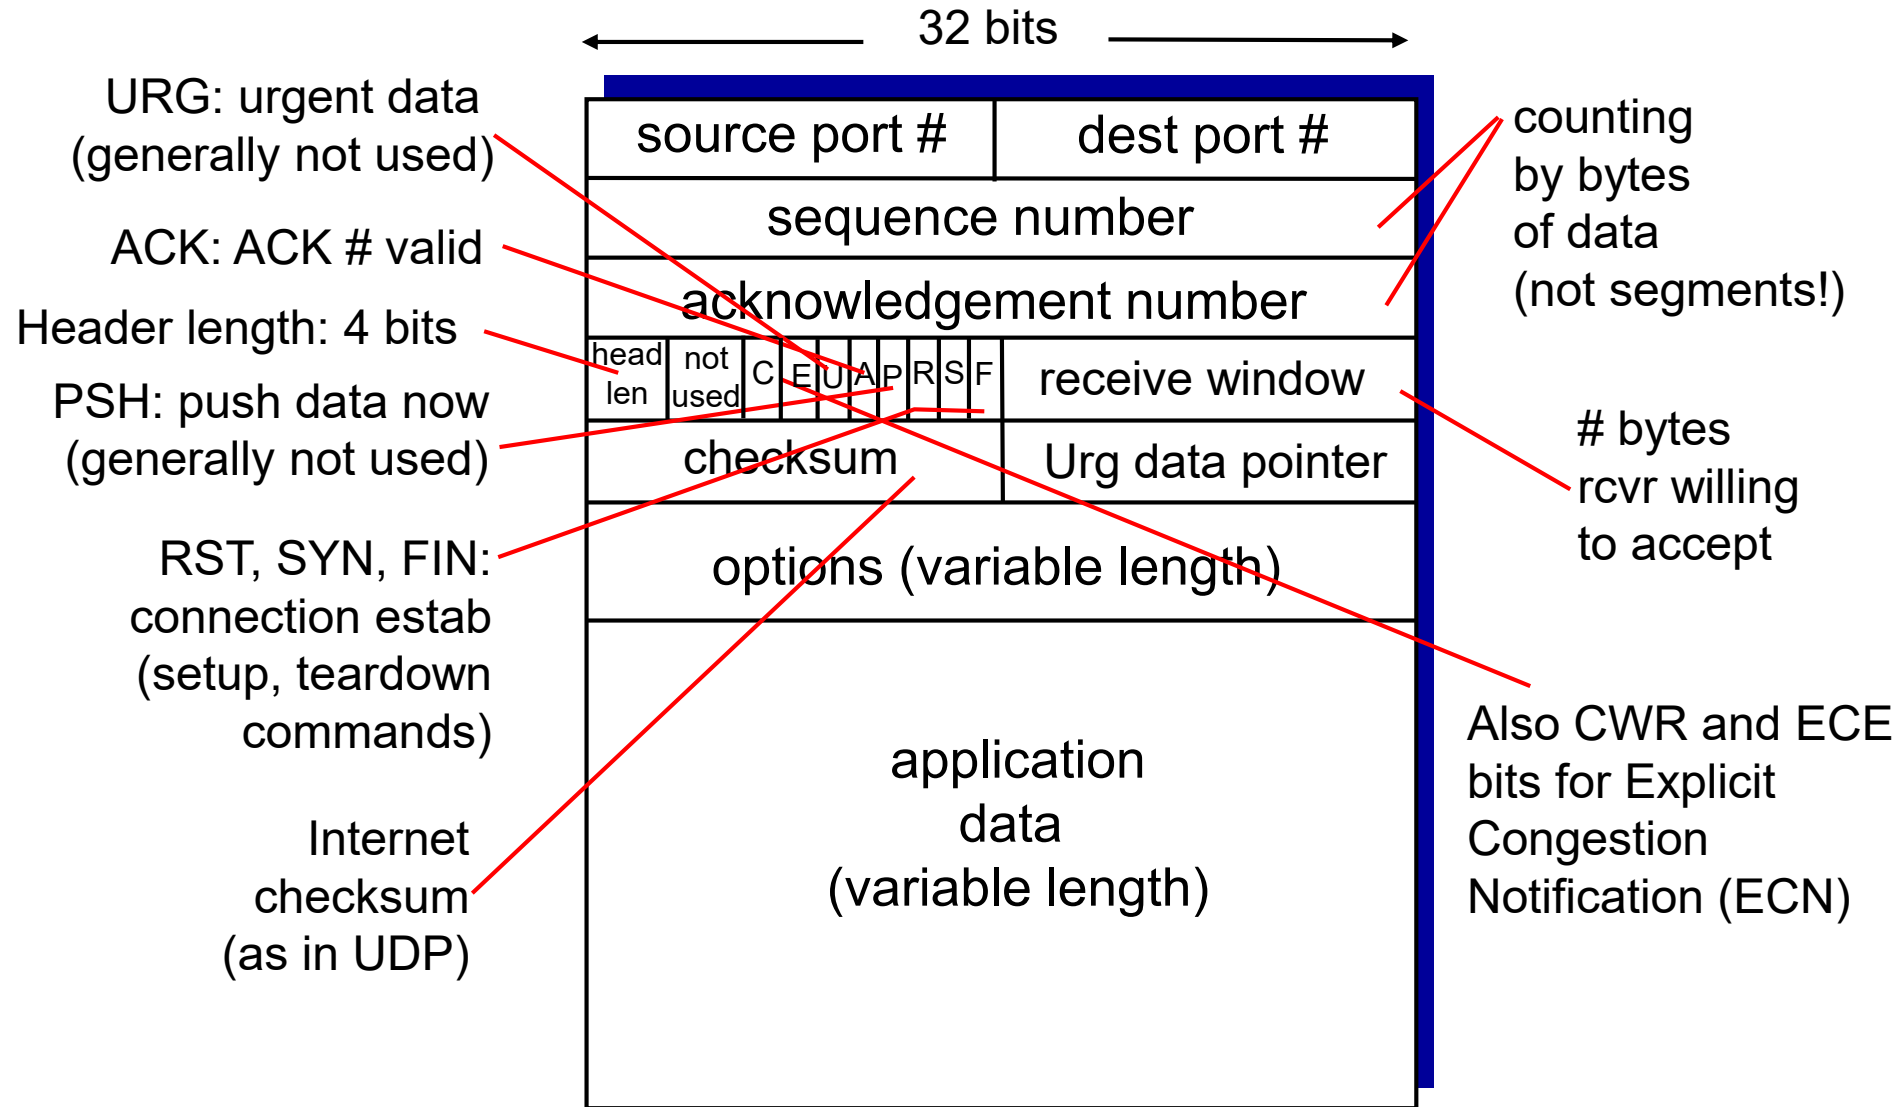 32 bits
URG: urgent data
(generally not used)
ACK: ACK # valid
Header length: 4 bits
PSH: push data now
(generally not used)
RST, SYN, FIN:
connection estab
(setup, teardown
commands)
Internet
checksum
(as in UDP)
source port #
dest port #
sequence number
acknowledgement number
head
len
not
used
C
E
U
A
P
R
S
F
receive window
checksum
Urg data pointer
options (variable length)
application
data
(variable length)
counting
by bytes
of data
(not segments!)
# bytes
rcvr willing
to accept
Also CWR and ECE
bits for Explicit
Congestion
Notification (ECN)